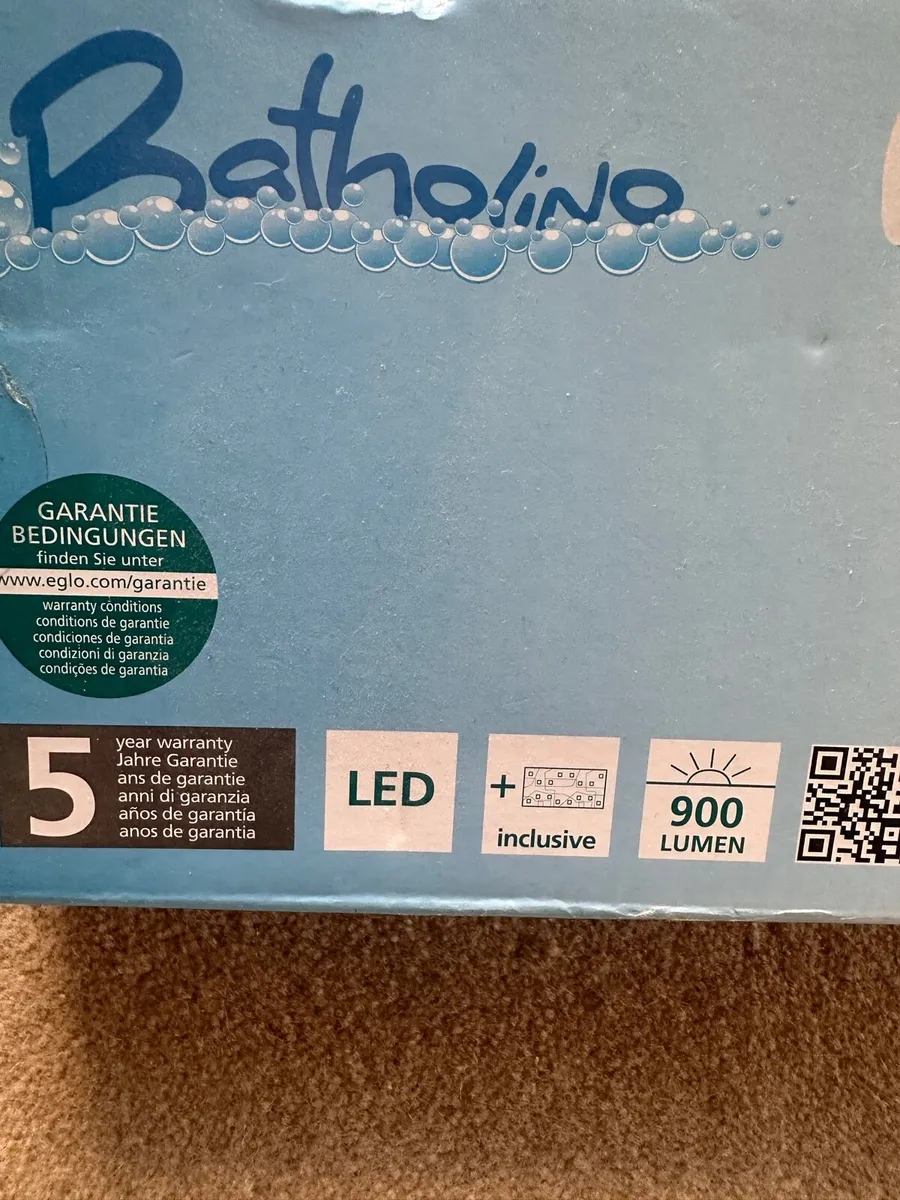 Batholino
GARANTIE
BEDINGUNGEN
finden Sie unter
www.eglo.com/garantie
warranty conditions
conditions de garantie
condiciones de garantía
condizioni di garanzia
condições de garantia
5
year warranty
Jahre Garantie
ans de garantie
anni di garanzia
años de garantía
anos de garantia
LED
+
inclusive
900
LUMEN